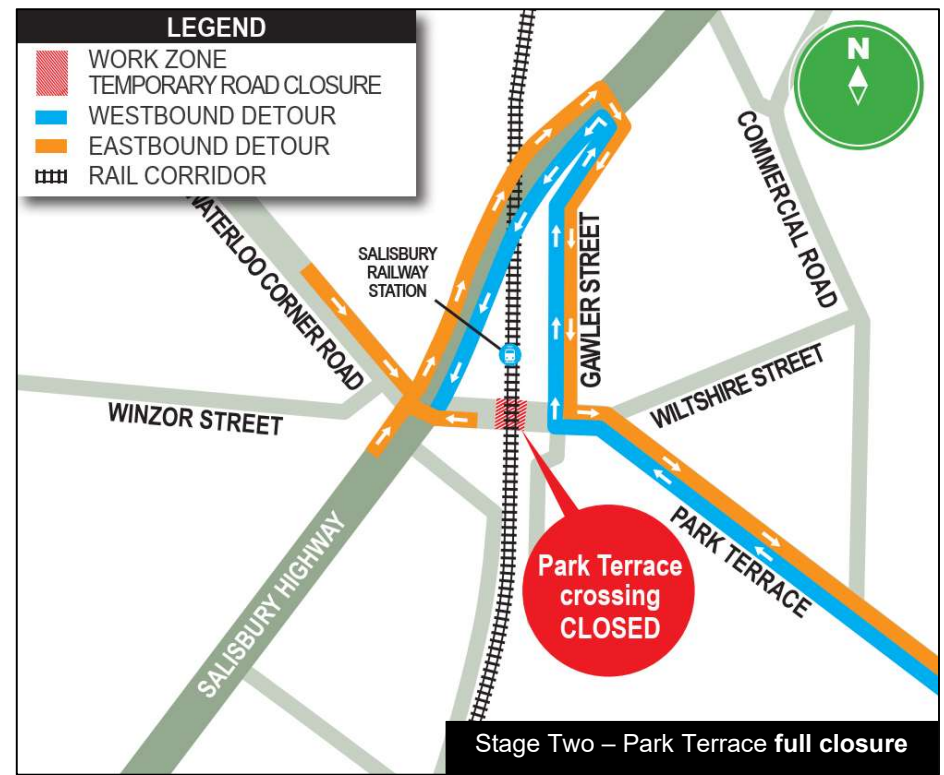 LEGEND
WORK ZONE
TEMPORARY ROAD CLOSURE
WESTBOUND DETOUR
EASTBOUND DETOUR
RAIL CORRIDOR
N
COMMERCIAL ROAD
WATERLOO CORNER ROAD
SALISBURY
RAILWAY
STATION
GAWLER STREET
WILTSHIRE STREET
WINZOR STREET
PARK TERRACE
SALISBURY HIGHWAY
Park Terrace
crossing
CLOSED
Stage Two – Park Terrace full closure